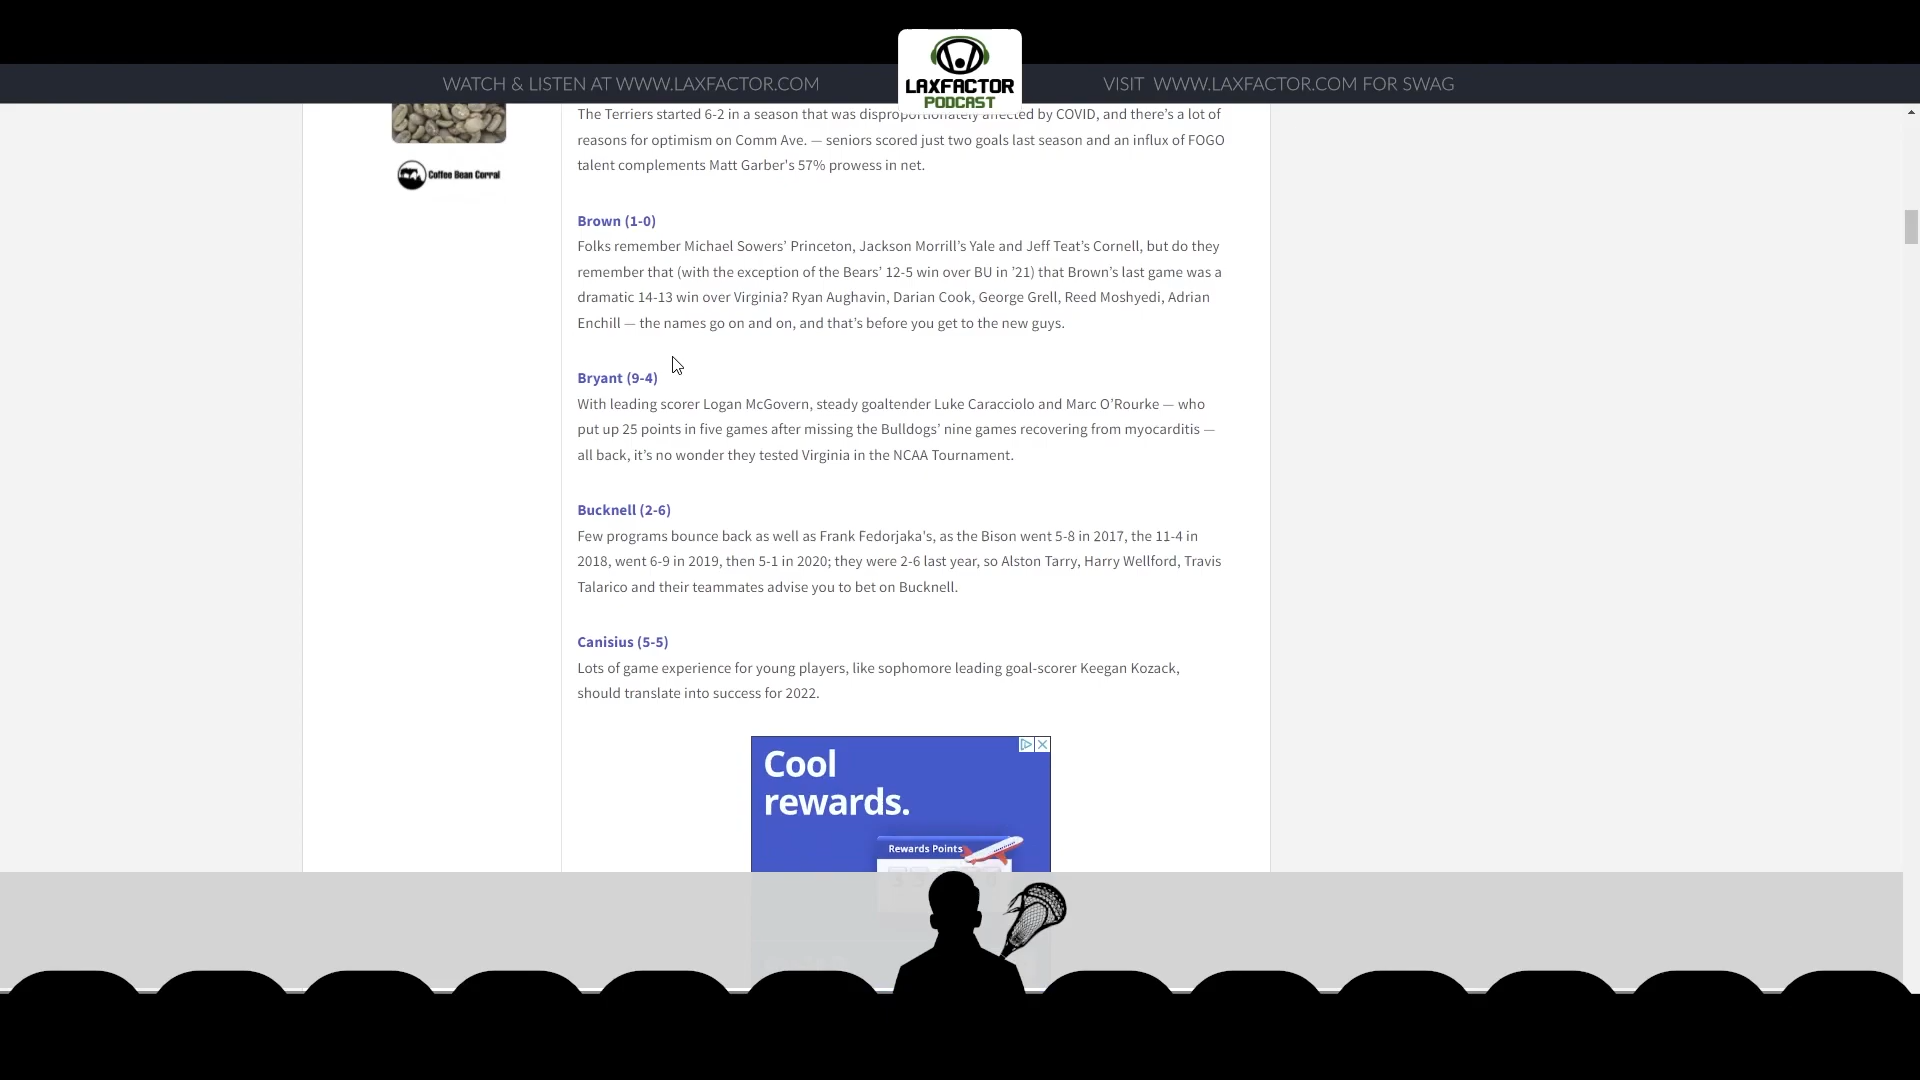 WATCH & LISTEN AT WWW.LAXFACTOR.COM
LAXFACTOR
PODCAST
VISIT WWW.LAXFACTOR.COM FOR SWAG
Coffee Bean Corral
The Terriers started 6-2 in a season that was disproportionately affected by COVID, and there's a lot of
reasons for optimism on Comm Ave. — seniors scored just two goals last season and an influx of FOGO
talent complements Matt Garber's 57% prowess in net.
Brown (1-0)
Folks remember Michael Sowers’ Princeton, Jackson Morrill’s Yale and Jeff Teat’s Cornell, but do they
remember that (with the exception of the Bears’ 12-5 win over BU in ’21) that Brown’s last game was a
dramatic 14-13 win over Virginia? Ryan Aughavin, Darian Cook, George Grell, Reed Moshyedi, Adrian
Enchill — the names go on and on, and that’s before you get to the new guys.
Bryant (9-4)
With leading scorer Logan McGovern, steady goaltender Luke Caracciolo and Marc O’Rourke — who
put up 25 points in five games after missing the Bulldogs’ nine games recovering from myocarditis —
all back, it’s no wonder they tested Virginia in the NCAA Tournament.
Bucknell (2-6)
Few programs bounce back as well as Frank Fedorjaka's, as the Bison went 5-8 in 2017, the 11-4 in
2018, went 6-9 in 2019, then 5-1 in 2020; they were 2-6 last year, so Alston Tarry, Harry Wellford, Travis
Talarico and their teammates advise you to bet on Bucknell.
Canisius (5-5)
Lots of game experience for young players, like sophomore leading goal-scorer Keegan Kozack,
should translate into success for 2022.
Cool
rewards.
Rewards Points